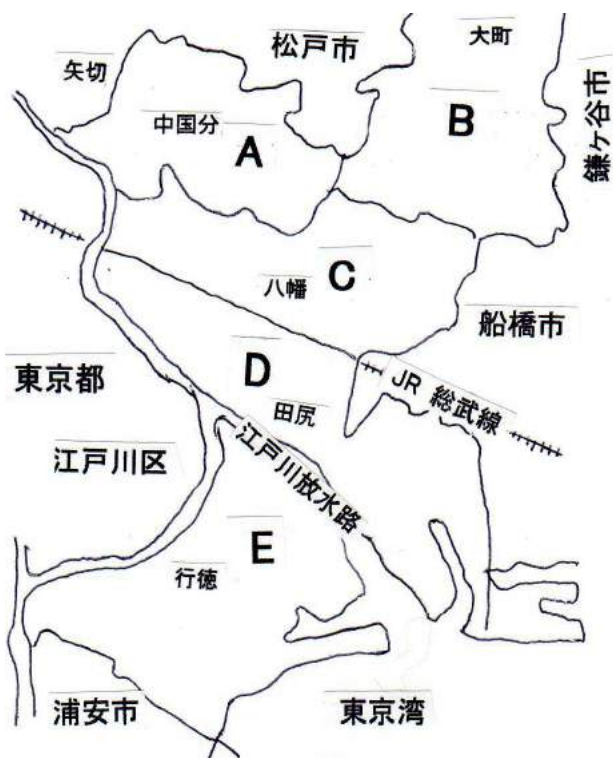 松戸市
大町
矢切
鎌ヶ谷市
中国分
A
B
C
八幡
船橋市
D
東京都
JR 総武線
田尻
江戸川放水路
江戸川区
E
行徳
浦安市
東京湾